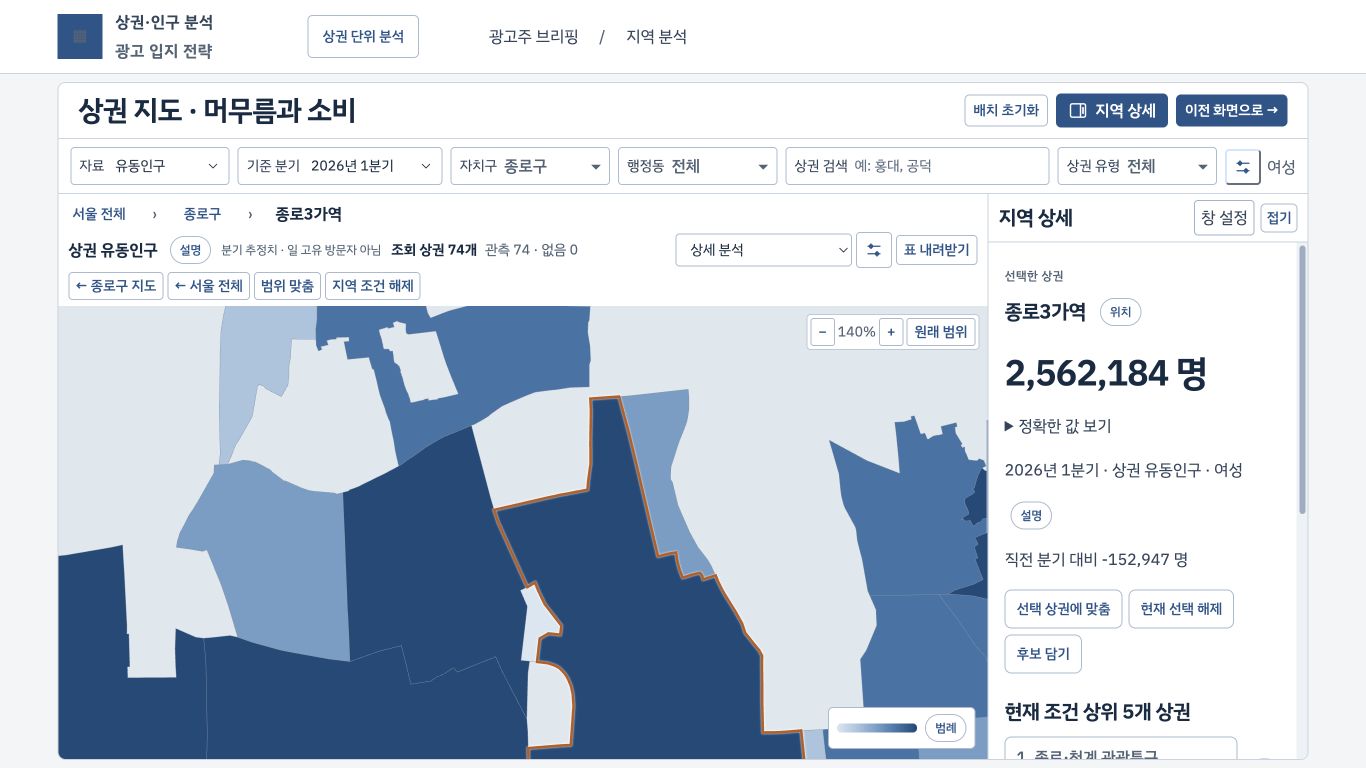 상권·인구 분석
광고 입지 전략
상권 단위 분석
광고주 브리핑 / 지역 분석
상권 지도 · 머무름과 소비
배치 초기화
지역 상세
이전 화면으로 →
자료 유동인구
기준 분기 2026년 1분기
자치구 종로구
행정동 전체
상권 검색 예: 홍대, 공덕
상권 유형 전체
여성
서울 전체 › 종로구 › 종로3가역
상권 유동인구 설명 분기 추정치 · 일 고유 방문자 아님 조회 상권 74개 관측 74 · 없음 0
상세 분석
표 내려받기
← 종로구 지도
← 서울 전체
범위 맞춤
지역 조건 해제
− 140% + 원래 범위
범례
지역 상세
창 설정
접기
선택한 상권
종로3가역 위치
2,562,184 명
▶ 정확한 값 보기
2026년 1분기 · 상권 유동인구 · 여성
설명
직전 분기 대비 -152,947 명
선택 상권에 맞춤
현재 선택 해제
후보 담기
현재 조건 상위 5개 상권
1. 종로·청계 관광특구